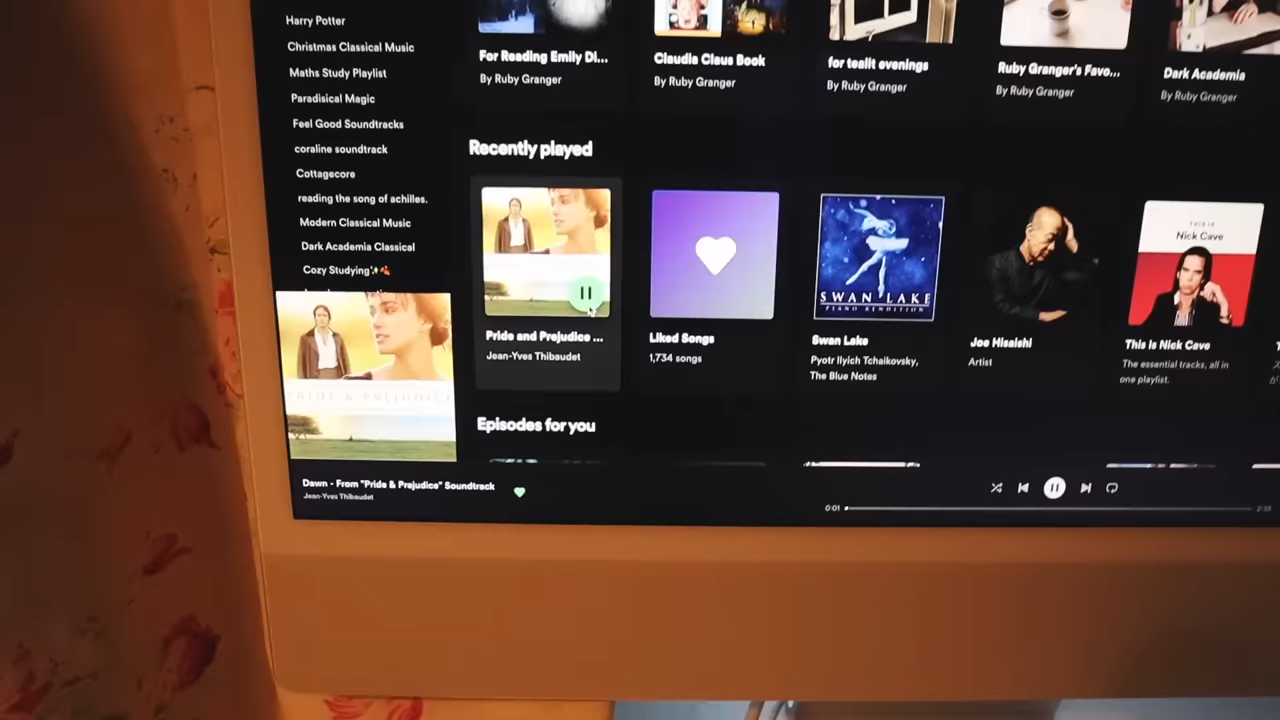 Harry Potter
Christmas Classical Music
Maths Study Playlist
Paradisical Magic
Feel Good Soundtracks
coraline soundtrack
Cottagecore
reading the song of achilles.
Modern Classical Music
Dark Academia Classical
Cozy Studying
For Reading Emily Di...
By Ruby Granger
Claudia Claus Book
By Ruby Granger
for tealit evenings
By Ruby Granger
Ruby Granger's Favo...
By Ruby Granger
Dark Academia
By Ruby Granger
Recently played
Pride and Prejudice ...
Jean-Yves Thibaudet
Liked Songs
1,734 songs
SWAN LAKE
PIANO RENDITION
Swan Lake
Pyotr Ilyich Tchaikovsky,
The Blue Notes
Joe Hisaishi
Artist
THIS IS
Nick Cave
This Is Nick Cave
The essential tracks, all in
one playlist.
Episodes for you
PRIDE & PREJUDICE
Dawn - From "Pride & Prejudice" Soundtrack
Jean-Yves Thibaudet
0:01